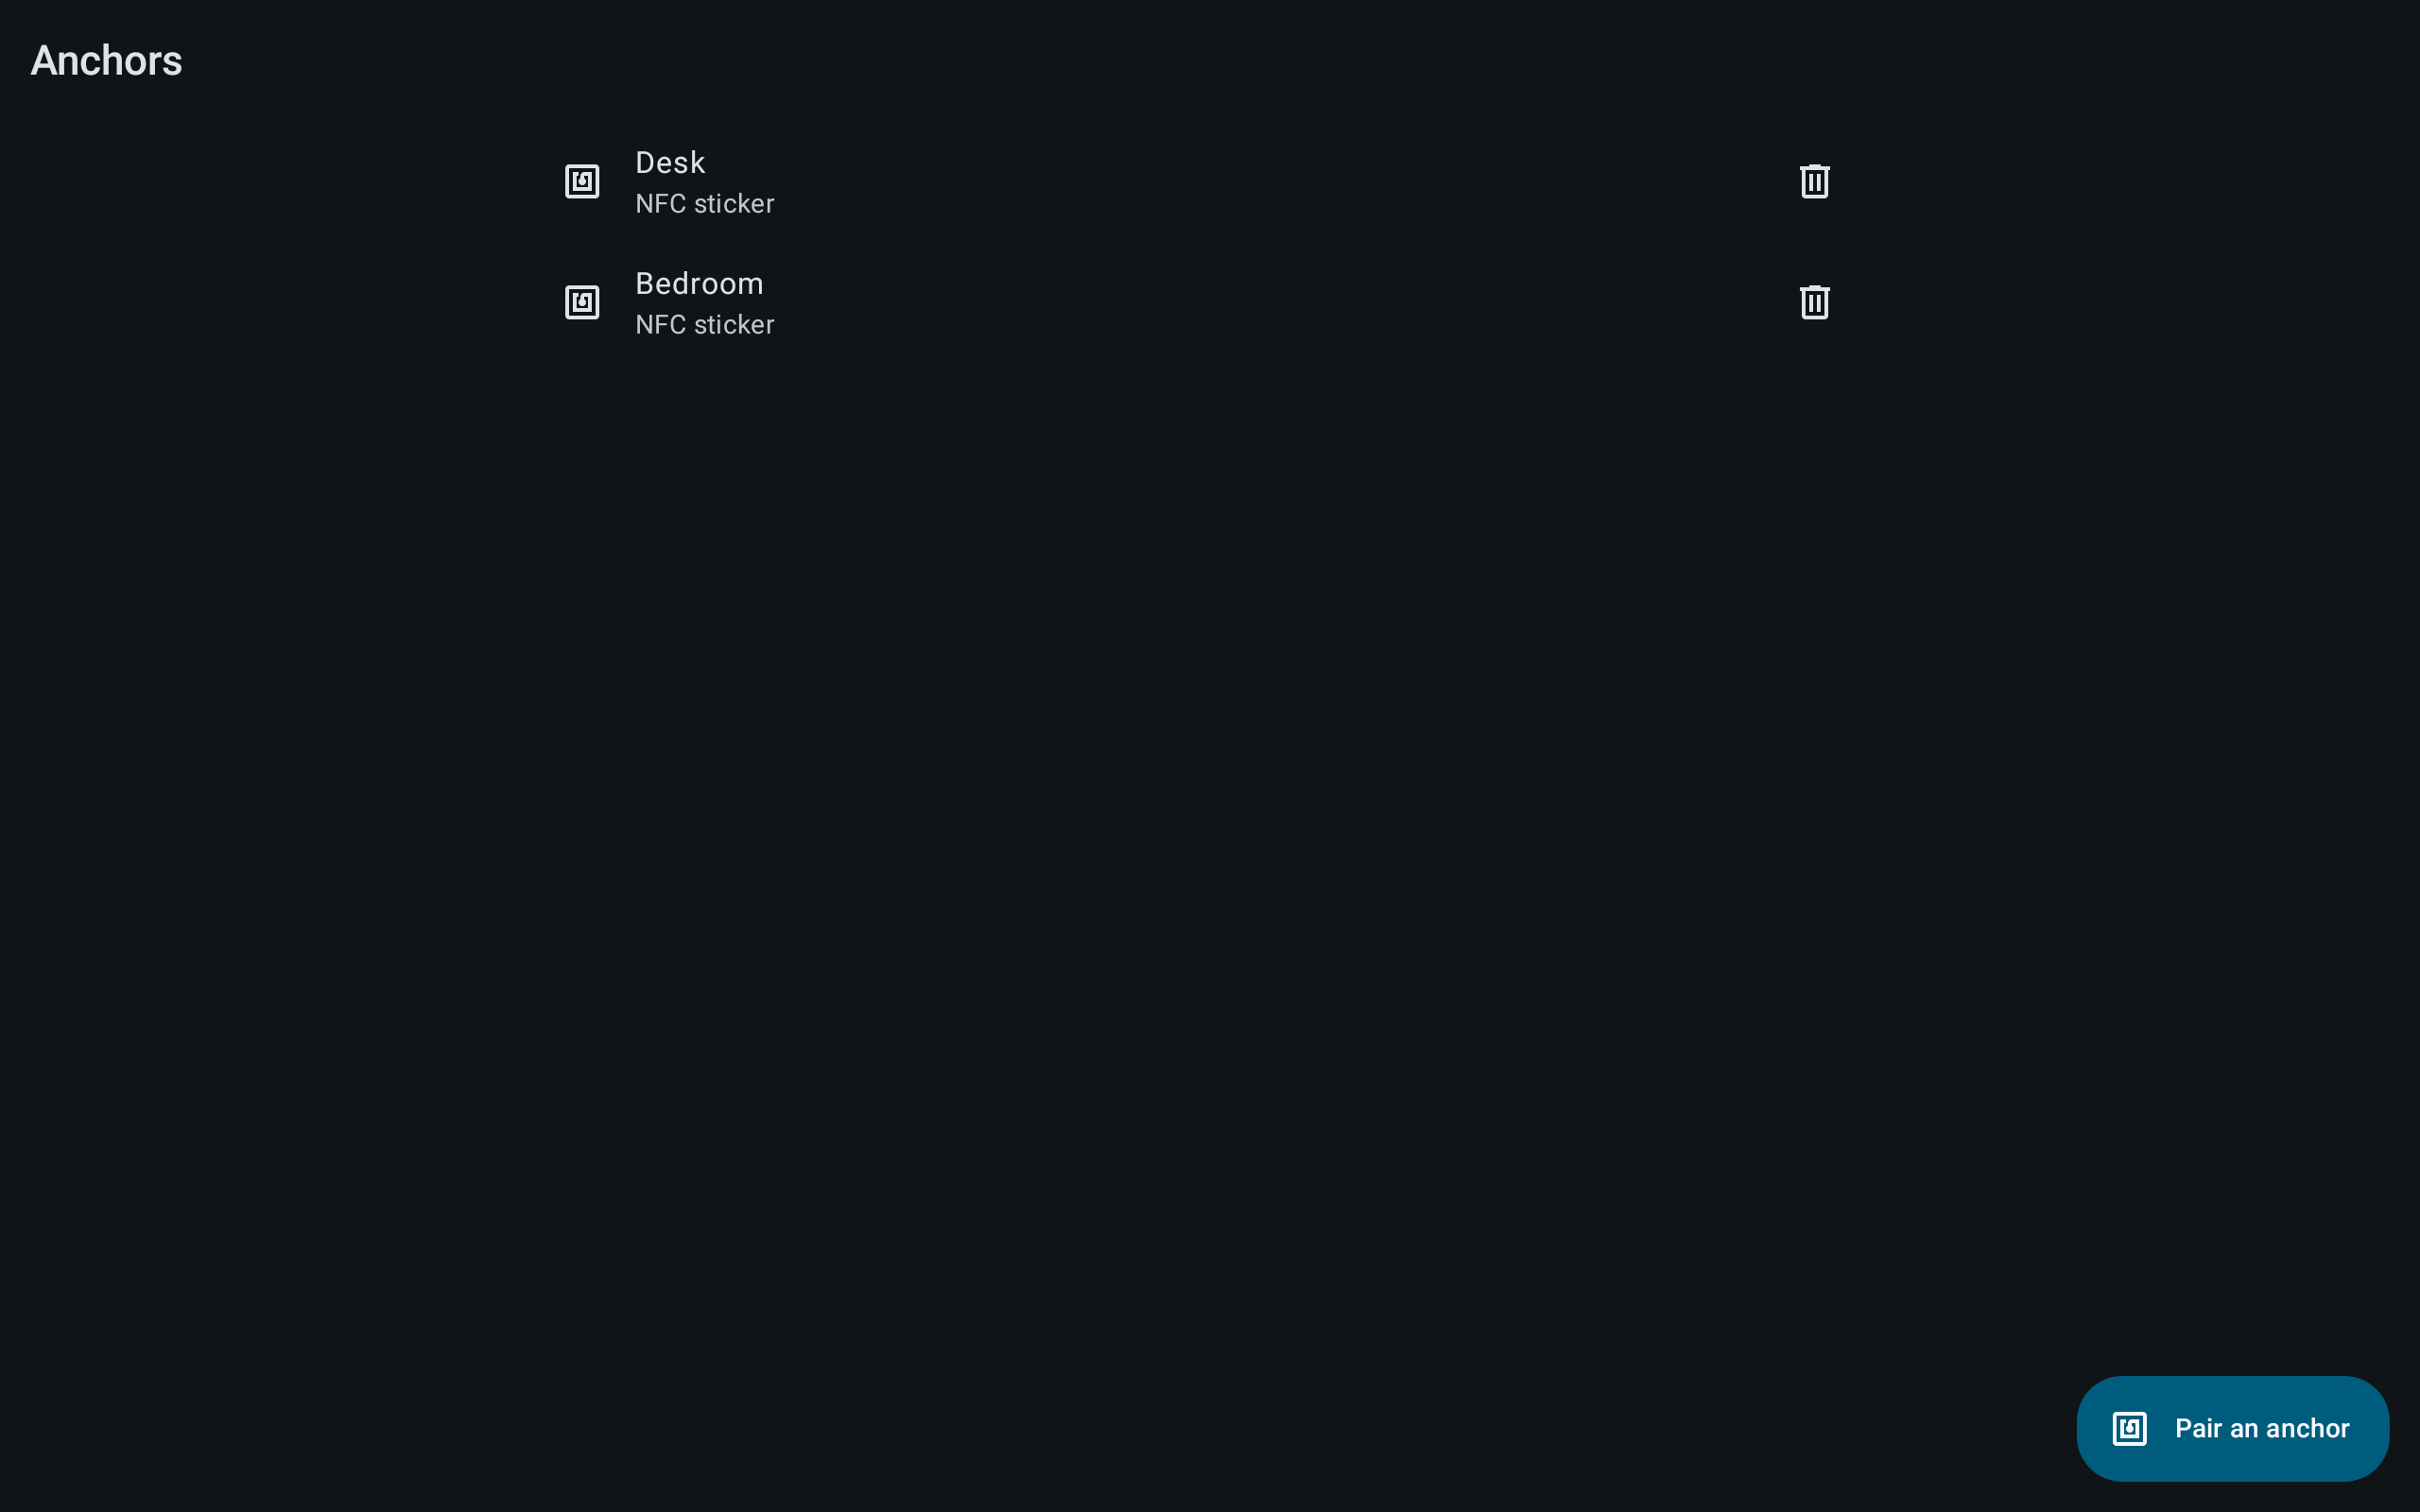 Anchors
Desk
NFC sticker
Bedroom
NFC sticker
Pair an anchor